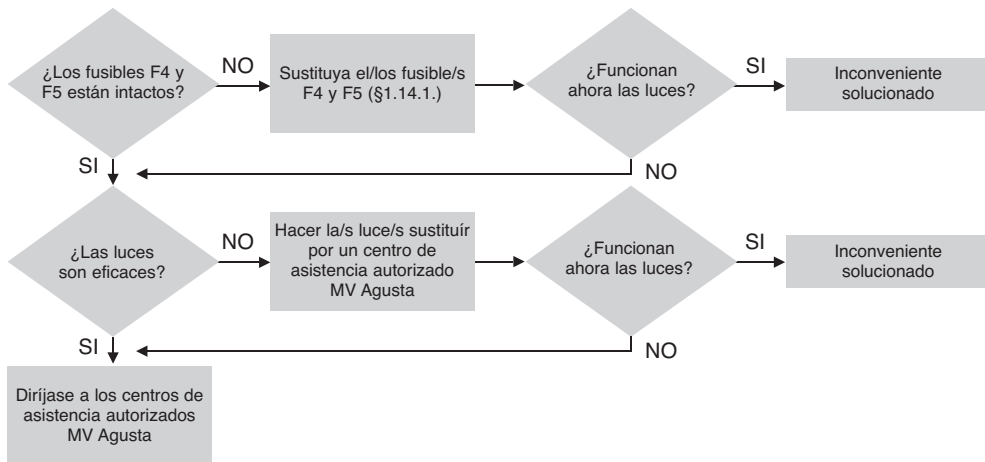 ¿Los fusibles F4 y
F5 están intactos?
NO
Sustituya el/los fusible/s
F4 y F5 (§1.14.1.)
¿Funcionan
ahora las luces?
SI
Inconveniente
solucionado
SI
NO
¿Las luces
son eficaces?
NO
Hacer la/s luce/s sustituír
por un centro de
asistencia autorizado
MV Agusta
¿Funcionan
ahora las luces?
SI
Inconveniente
solucionado
SI
NO
Diríjase a los centros de
asistencia autorizados
MV Agusta